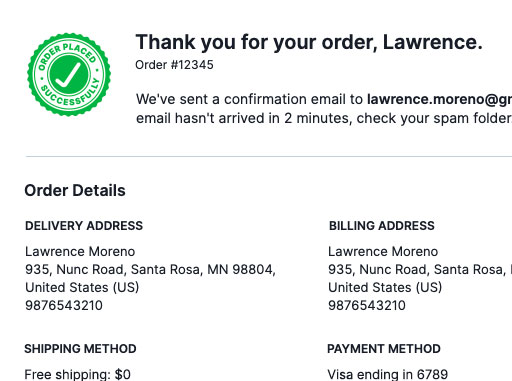 ORDER PLACED
SUCCESSFULLY
Thank you for your order, Lawrence.
Order #12345
We've sent a confirmation email to lawrence.moreno@gr
email hasn't arrived in 2 minutes, check your spam folder
Order Details
DELIVERY ADDRESS
Lawrence Moreno
935, Nunc Road, Santa Rosa, MN 98804,
United States (US)
9876543210
BILLING ADDRESS
Lawrence Moreno
935, Nunc Road, Santa Rosa,
United States (US)
9876543210
SHIPPING METHOD
Free shipping: $0
PAYMENT METHOD
Visa ending in 6789